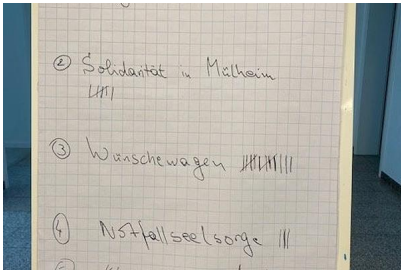 ② Solidarität in Mülheim
③ Wünschewagen
④ Notfallseelsorge |||